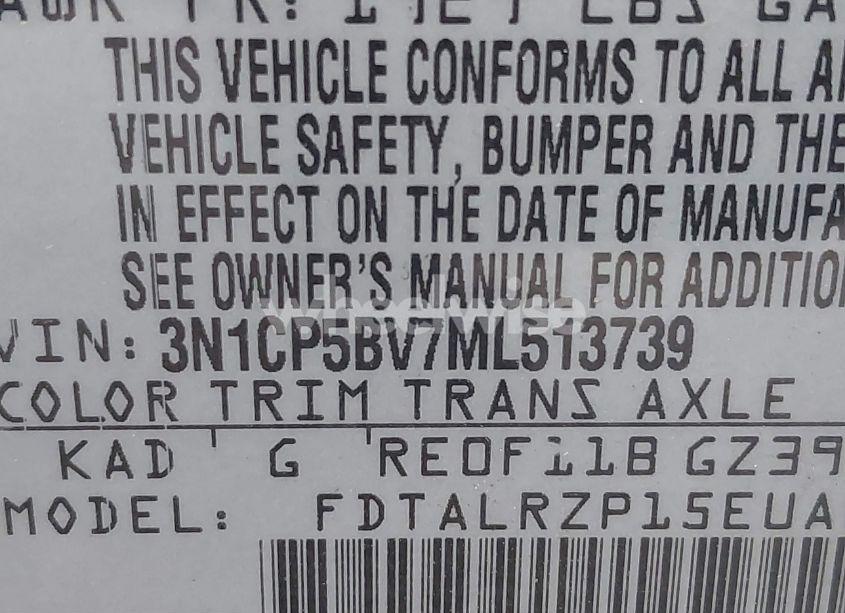 THIS VEHICLE CONFORMS TO ALL
VEHICLE SAFETY, BUMPER AND THE
IN EFFECT ON THE DATE OF MANUFA
SEE OWNER'S MANUAL FOR ADDITIO
wheelwise
VIN: 3N1CP5BV7ML513739
COLOR TRIM TRANS AXLE
KAD G RE0F11B GZ39
MODEL: FDTALRZP15EUA